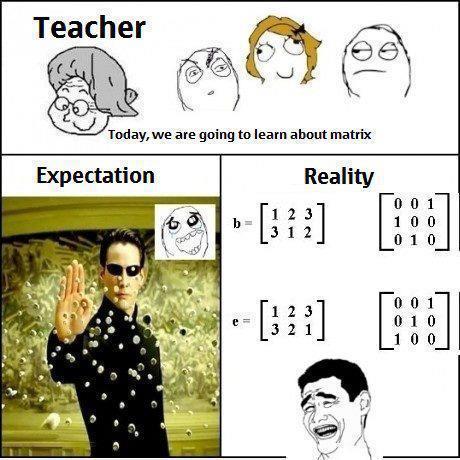 Teacher
Today, we are going to learn about matrix
Expectation
Reality
b = [1 2 3
3 1 2]
[0 0 1
1 0 0
0 1 0]
e = [1 2 3
3 2 1]
[0 0 1
0 1 0
1 0 0]